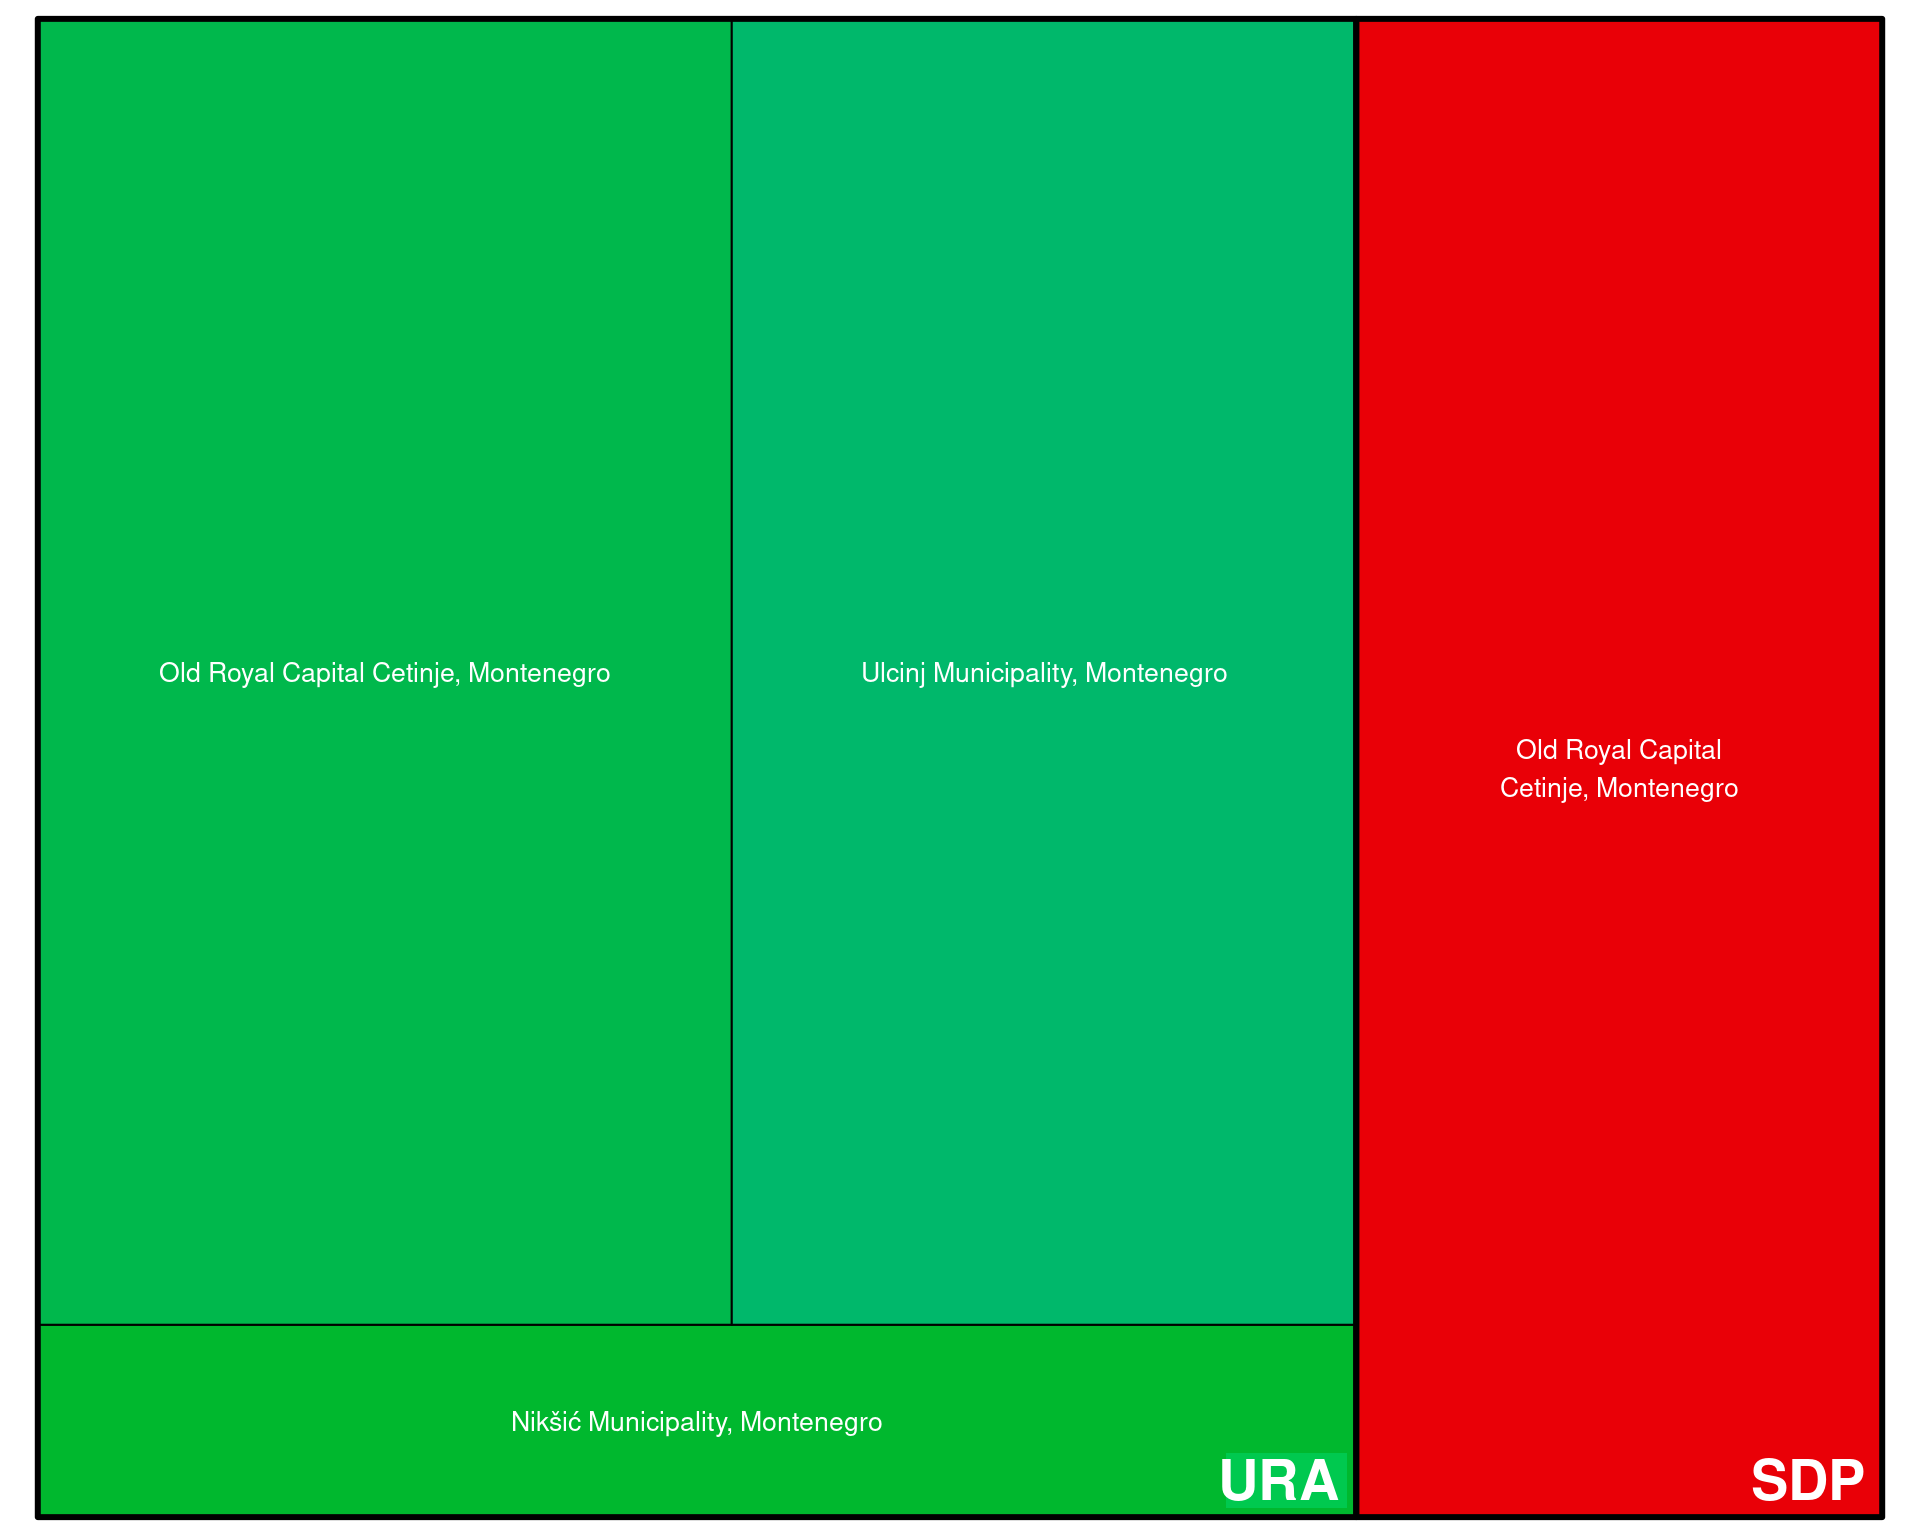 Old Royal Capital Cetinje, Montenegro
Ulcinj Municipality, Montenegro
Old Royal Capital
Cetinje, Montenegro
Nikšić Municipality, Montenegro
URA
SDP